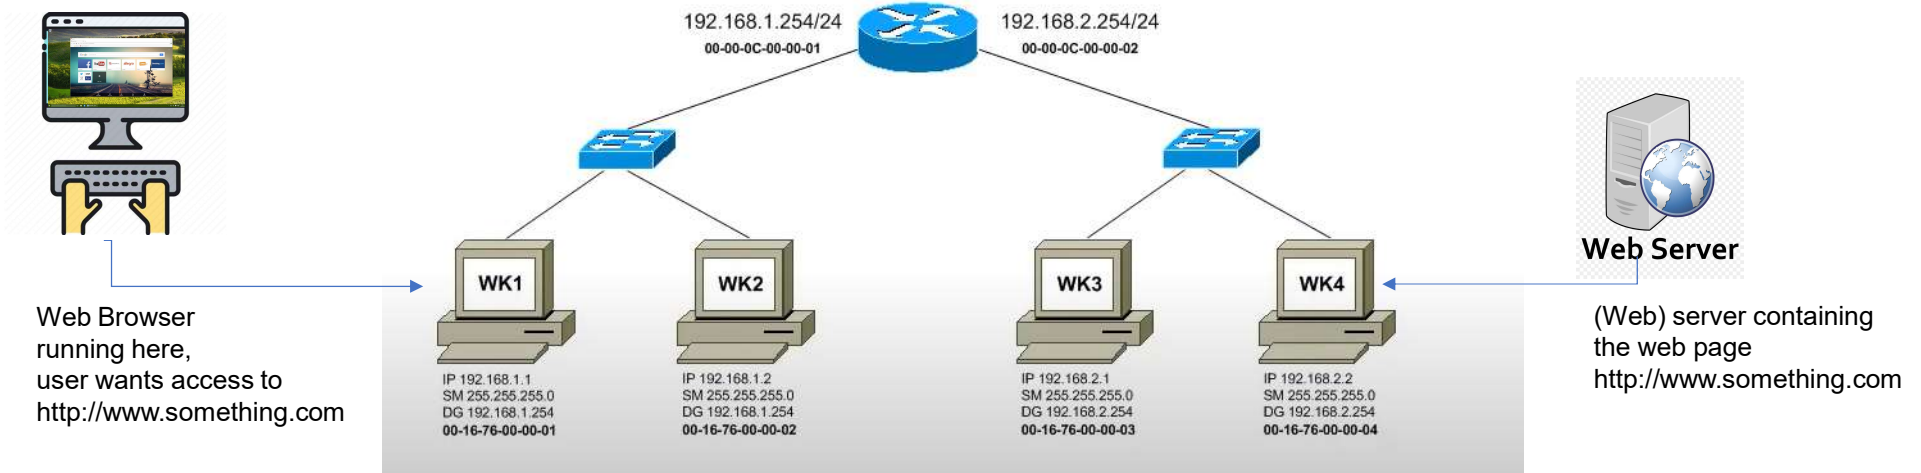 192.168.1.254/24
00-00-0C-00-00-01
192.168.2.254/24
00-00-0C-00-00-02
Web Server
WK1
WK2
WK3
WK4
Web Browser
running here,
user wants access to
http://www.something.com
IP 192.168.1.1
SM 255.255.255.0
DG 192.168.1.254
00-16-76-00-00-01
IP 192.168.1.2
SM 255.255.255.0
DG 192.168.1.254
00-16-76-00-00-02
IP 192.168.2.1
SM 255.255.255.0
DG 192.168.2.254
00-16-76-00-00-03
IP 192.168.2.2
SM 255.255.255.0
DG 192.168.2.254
00-16-76-00-00-04
(Web) server containing
the web page
http://www.something.com